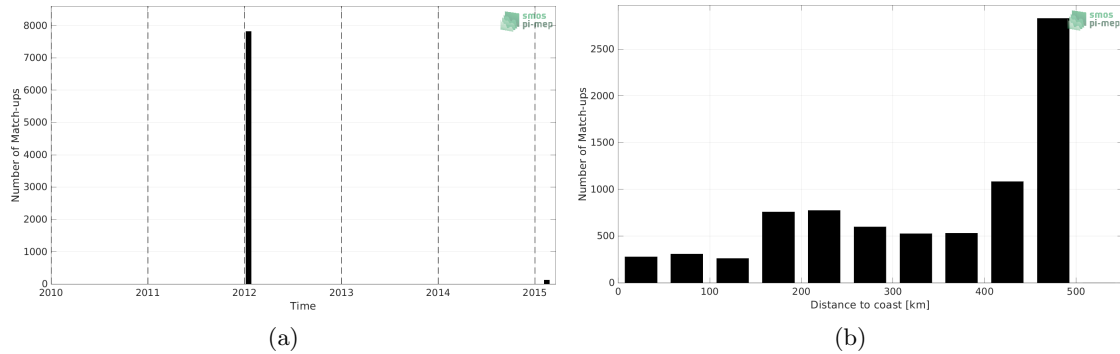 smos
pi-mep
8000
7000
6000
5000
4000
3000
2000
1000
0
Number of Match-ups
2010 2011 2012 2013 2014 2015
Time
(a)
smos
pi-mep
2500
2000
1500
1000
500
0
Number of Match-ups
0 100 200 300 400 500
Distance to coast [km]
(b)